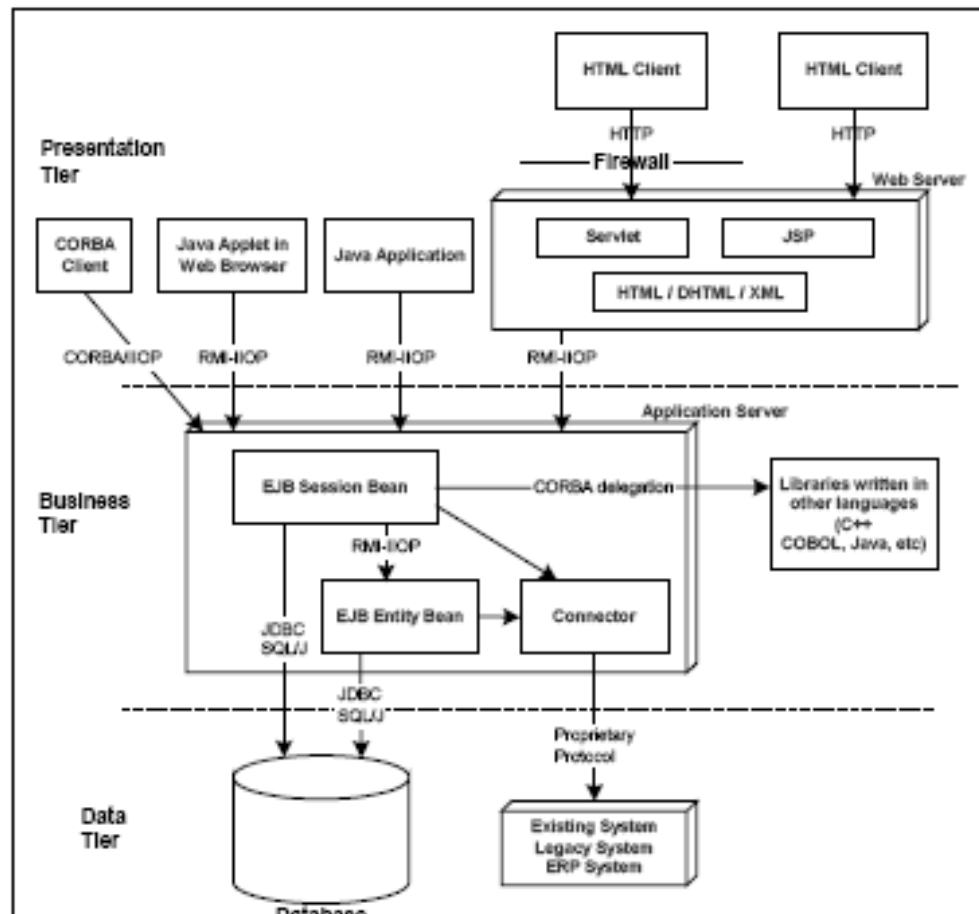 HTML Client
HTML Client
HTTP
HTTP
Presentation
Tier
Firewall
Web Server
CORBA
Client
Java Applet in
Web Browser
Java Application
Servlet
JSP
HTML / DHTML / XML
CORBA/IIOP
RMI-IIOP
RMI-IIOP
RMI-IIOP
Application Server
Business
Tier
EJB Session Bean
CORBA delegation
Libraries written in
other languages
(C++
COBOL, Java, etc)
RMI-IIOP
EJB Entity Bean
Connector
JDBC
SQL/J
JDBC
SQL/J
Proprietary
Protocol
Data
Tier
Existing System
Legacy System
ERP System
Database